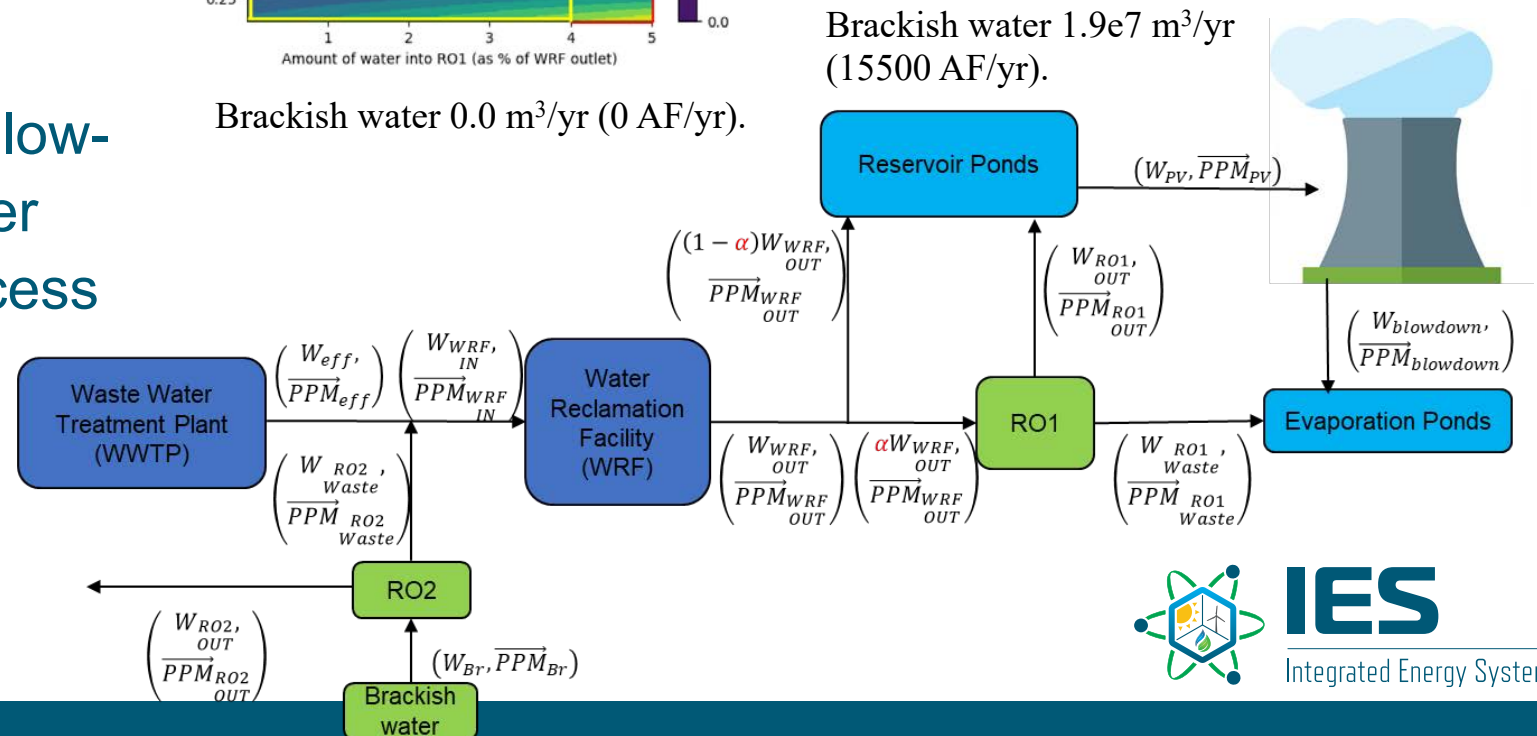 0.25
0.0
1 2 3 4 5
Amount of water into RO1 (as % of WRF outlet)
Brackish water 0.0 m³/yr (0 AF/yr).
Brackish water 1.9e7 m³/yr
(15500 AF/yr).
low-
er
cess
Reservoir Ponds
(W_PV, PPM_PV)
((1 − α)W_WRF,
OUT
PPM_WRF
OUT)
(W_RO1,
OUT
PPM_RO1
OUT)
(W_blowdown,
PPM_blowdown)
Waste Water
Treatment Plant
(WWTP)
(W_eff,
PPM_eff)
(W_WRF,
IN
PPM_WRF
IN)
Water
Reclamation
Facility
(WRF)
RO1
Evaporation Ponds
(W_RO2,
Waste
PPM_RO2
Waste)
(W_WRF,
OUT
PPM_WRF
OUT)
(αW_WRF,
OUT
PPM_WRF
OUT)
(W_RO1,
Waste
PPM_RO1
Waste)
RO2
(W_RO2,
OUT
PPM_RO2
OUT)
(W_Br, PPM_Br)
Brackish
water
IES
Integrated Energy System